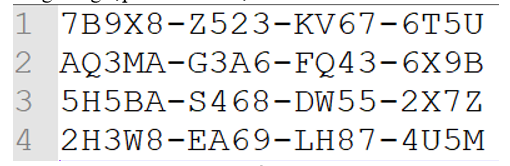 1 7B9X8-Z523-KV67-6T5U
2 AQ3MA-G3A6-FQ43-6X9B
3 5H5BA-S468-DW55-2X7Z
4 2H3W8-EA69-LH87-4U5M